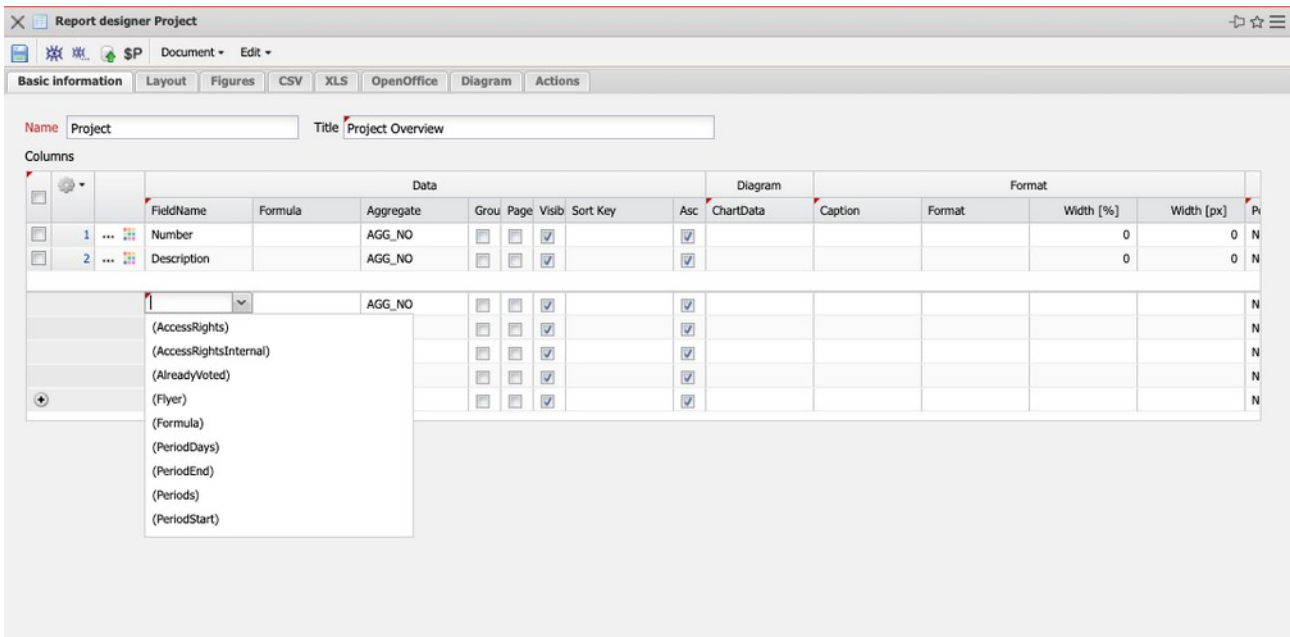 Report designer Project
$P Document Edit
Basic information Layout Figures CSV XLS OpenOffice Diagram Actions
Name Project Title Project Overview
Columns
Data Diagram Format
FieldName Formula Aggregate Grou Page Visib Sort Key Asc ChartData Caption Format Width [%] Width [px]
1 ... Number AGG_NO 0 0 N
2 ... Description AGG_NO 0 0 N
AGG_NO N
(AccessRights) N
(AccessRightsInternal) N
(AlreadyVoted) N
(Flyer) N
(Formula)
(PeriodDays)
(PeriodEnd)
(Periods)
(PeriodStart)